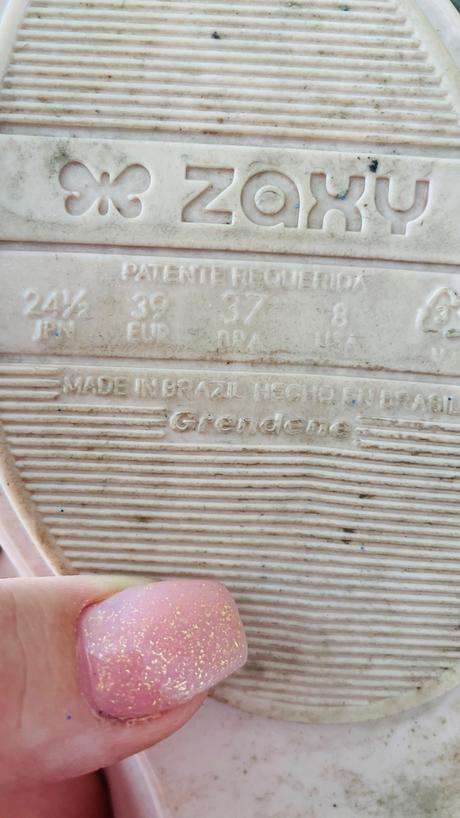 zaxy
PATENTE REQUERIDA
24½ 39 37 8
JPN EUR BRA USA
3
V
MADE IN BRAZIL HECHO EN BRASIL
Grendene